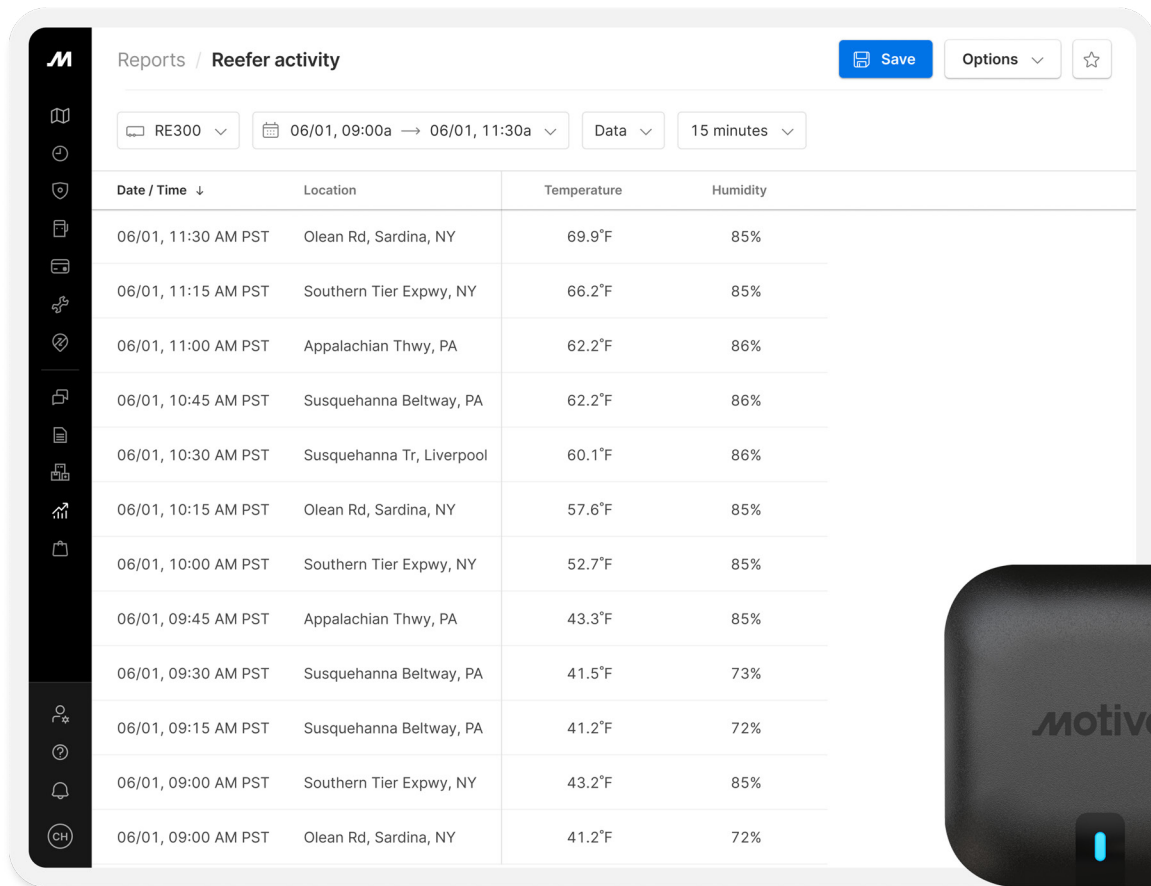 Reports / Reefer activity
Save
Options
RE300
06/01, 09:00a → 06/01, 11:30a
Data
15 minutes
Date / Time ↓ Location Temperature Humidity
06/01, 11:30 AM PST Olean Rd, Sardina, NY 69.9°F 85%
06/01, 11:15 AM PST Southern Tier Expwy, NY 66.2°F 85%
06/01, 11:00 AM PST Appalachian Thwy, PA 62.2°F 86%
06/01, 10:45 AM PST Susquehanna Beltway, PA 62.2°F 86%
06/01, 10:30 AM PST Susquehanna Tr, Liverpool 60.1°F 86%
06/01, 10:15 AM PST Olean Rd, Sardina, NY 57.6°F 85%
06/01, 10:00 AM PST Southern Tier Expwy, NY 52.7°F 85%
06/01, 09:45 AM PST Appalachian Thwy, PA 43.3°F 85%
06/01, 09:30 AM PST Susquehanna Beltway, PA 41.5°F 73%
06/01, 09:15 AM PST Susquehanna Beltway, PA 41.2°F 72%
06/01, 09:00 AM PST Southern Tier Expwy, NY 43.2°F 85%
06/01, 09:00 AM PST Olean Rd, Sardina, NY 41.2°F 72%
CH
motiv